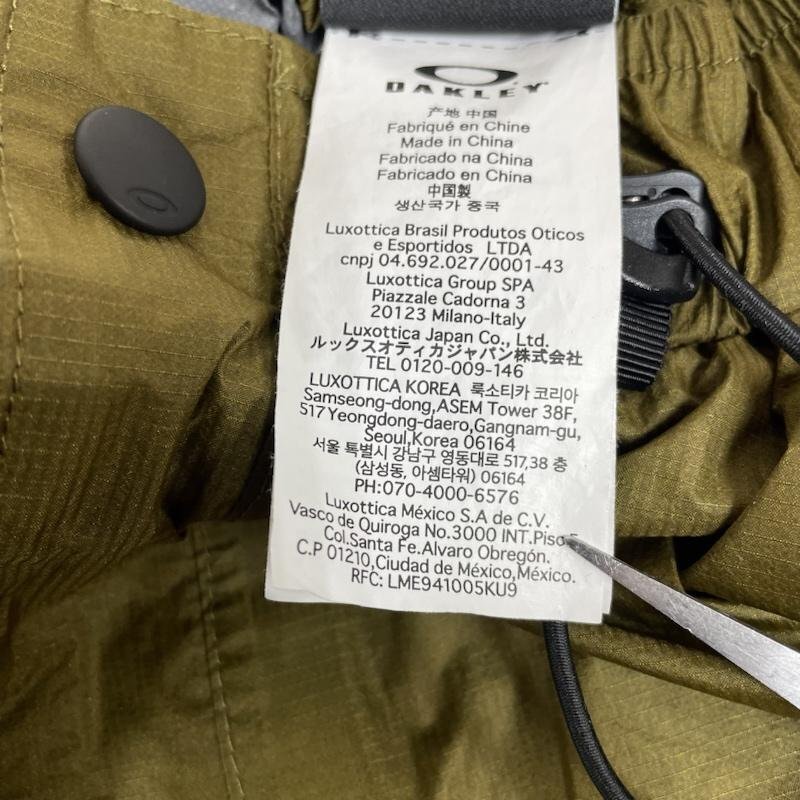 OAKLEY
产地 中国
Fabriqué en Chine
Made in China
Fabricado na China
Fabricado en China
中国製
생산국가 중국
Luxottica Brasil Produtos Oticos
e Esportidos LTDA
cnpj 04.692.027/0001-43
Luxottica Group SPA
Piazzale Cadorna 3
20123 Milano-Italy
Luxottica Japan Co., Ltd.
ルックスオティカジャパン株式会社
TEL 0120-009-146
LUXOTTICA KOREA 룩소티카 코리아
Samseong-dong,ASEM Tower 38F,
517 Yeongdong-daero,Gangnam-gu,
Seoul,Korea 06164
서울 특별시 강남구 영동대로 517,38 층
(삼성동, 아셈타워) 06164
PH:070-4000-6576
Luxottica México S.A de C.V.
Vasco de Quiroga No.3000 INT.Piso
Col.Santa Fe.Alvaro Obregón.
C.P 01210,Ciudad de México,México.
RFC: LME941005KU9